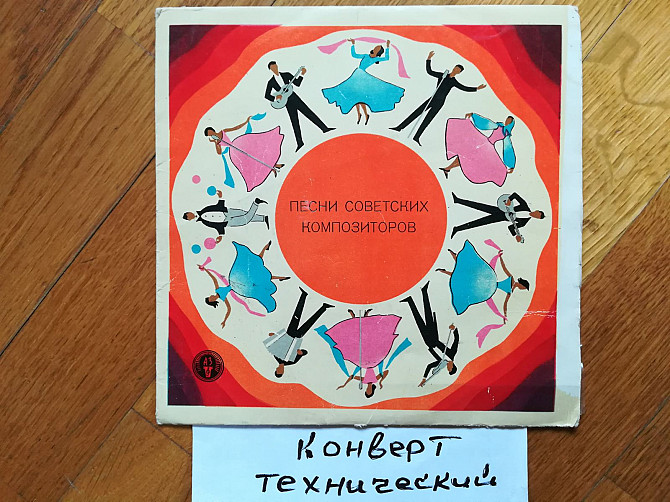 ПЕСНИ СОВЕТСКИХ
КОМПОЗИТОРОВ
Конверт
технический